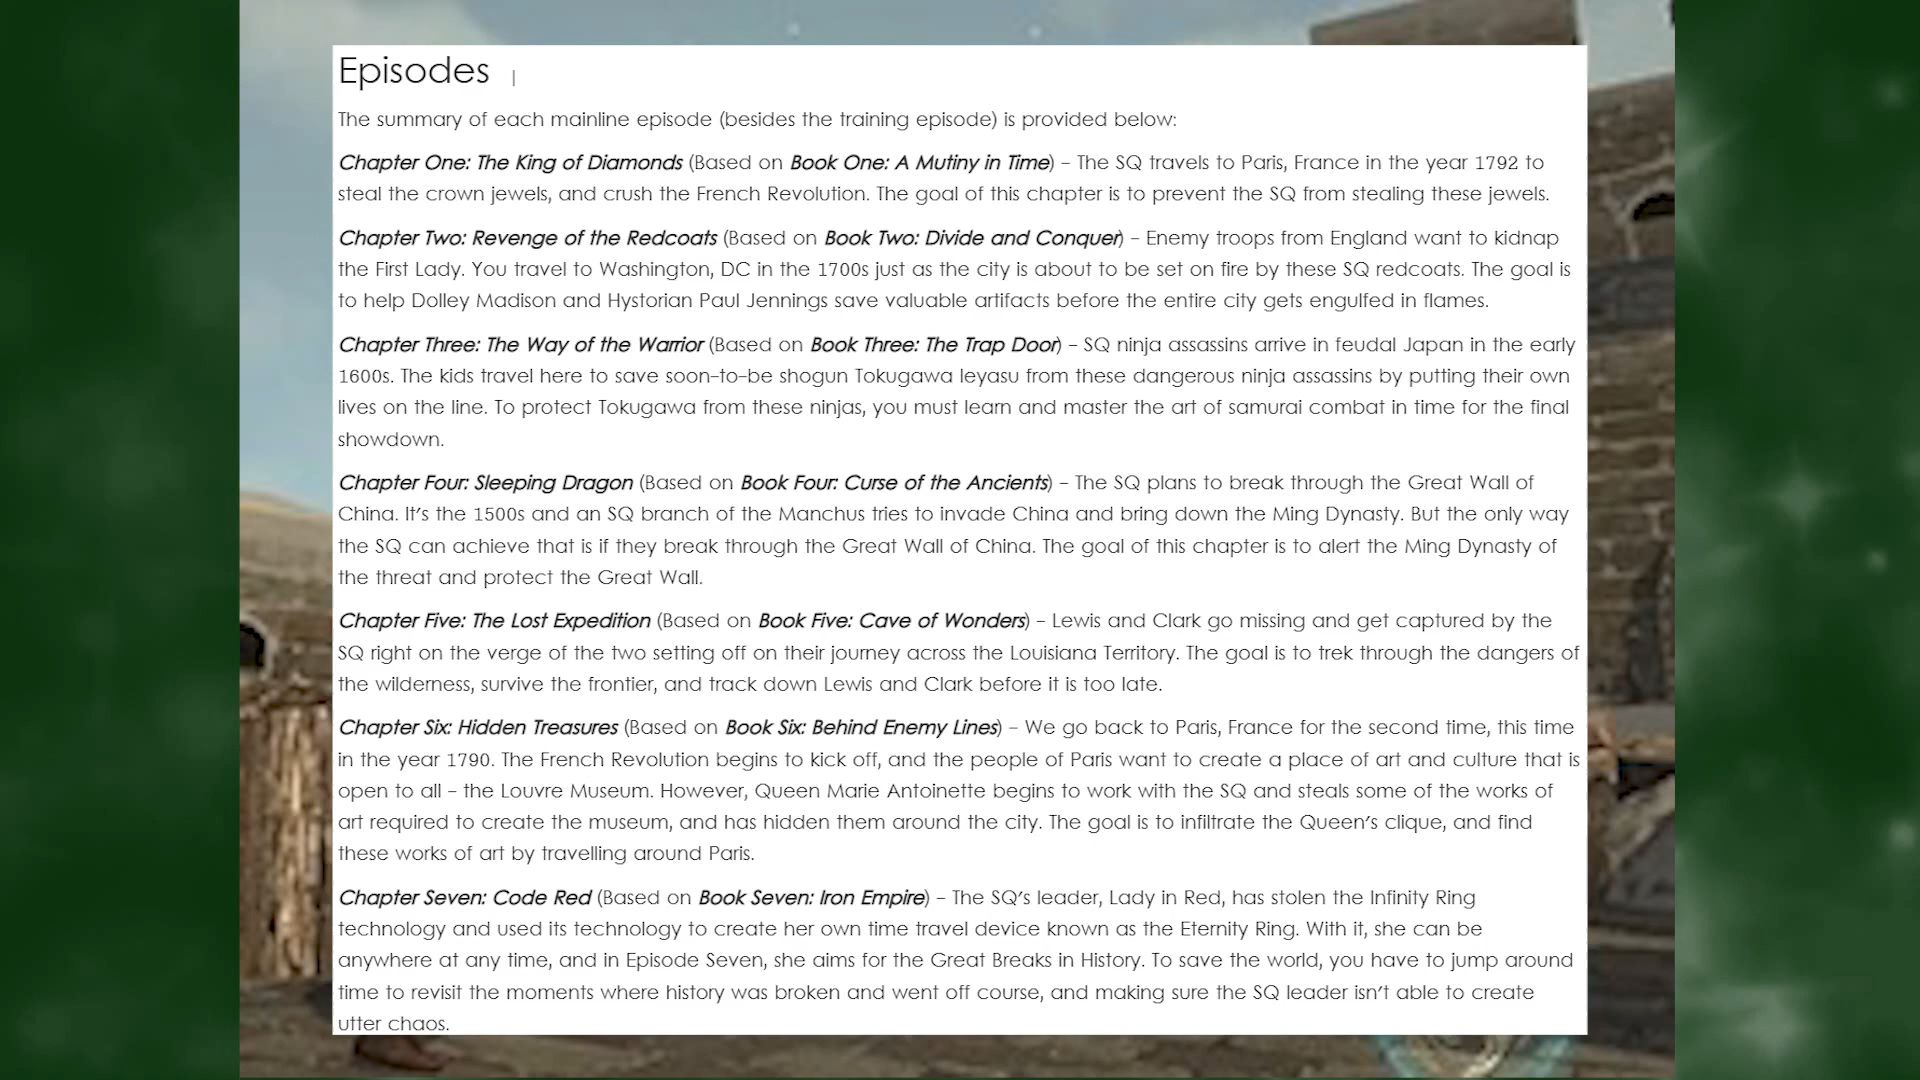 Episodes
The summary of each mainline episode (besides the training episode) is provided below:
Chapter One: The King of Diamonds (Based on Book One: A Mutiny in Time) – The SQ travels to Paris, France in the year 1792 to
steal the crown jewels, and crush the French Revolution. The goal of this chapter is to prevent the SQ from stealing these jewels.
Chapter Two: Revenge of the Redcoats (Based on Book Two: Divide and Conquer) – Enemy troops from England want to kidnap
the First Lady. You travel to Washington, DC in the 1700s just as the city is about to be set on fire by these SQ redcoats. The goal is
to help Dolley Madison and Hystorian Paul Jennings save valuable artifacts before the entire city gets engulfed in flames.
Chapter Three: The Way of the Warrior (Based on Book Three: The Trap Door) – SQ ninja assassins arrive in feudal Japan in the early
1600s. The kids travel here to save soon-to-be shogun Tokugawa Ieyasu from these dangerous ninja assassins by putting their own
lives on the line. To protect Tokugawa from these ninjas, you must learn and master the art of samurai combat in time for the final
showdown.
Chapter Four: Sleeping Dragon (Based on Book Four: Curse of the Ancients) – The SQ plans to break through the Great Wall of
China. It's the 1500s and an SQ branch of the Manchus tries to invade China and bring down the Ming Dynasty. But the only way
the SQ can achieve that is if they break through the Great Wall of China. The goal of this chapter is to alert the Ming Dynasty of
the threat and protect the Great Wall.
Chapter Five: The Lost Expedition (Based on Book Five: Cave of Wonders) – Lewis and Clark go missing and get captured by the
SQ right on the verge of the two setting off on their journey across the Louisiana Territory. The goal is to trek through the dangers of
the wilderness, survive the frontier, and track down Lewis and Clark before it is too late.
Chapter Six: Hidden Treasures (Based on Book Six: Behind Enemy Lines) – We go back to Paris, France for the second time, this time
in the year 1790. The French Revolution begins to kick off, and the people of Paris want to create a place of art and culture that is
open to all – the Louvre Museum. However, Queen Marie Antoinette begins to work with the SQ and steals some of the works of
art required to create the museum, and has hidden them around the city. The goal is to infiltrate the Queen's clique, and find
these works of art by travelling around Paris.
Chapter Seven: Code Red (Based on Book Seven: Iron Empire) – The SQ's leader, Lady in Red, has stolen the Infinity Ring
technology and used its technology to create her own time travel device known as the Eternity Ring. With it, she can be
anywhere at any time, and in Episode Seven, she aims for the Great Breaks in History. To save the world, you have to jump around
time to revisit the moments where history was broken and went off course, and making sure the SQ leader isn't able to create
utter chaos.